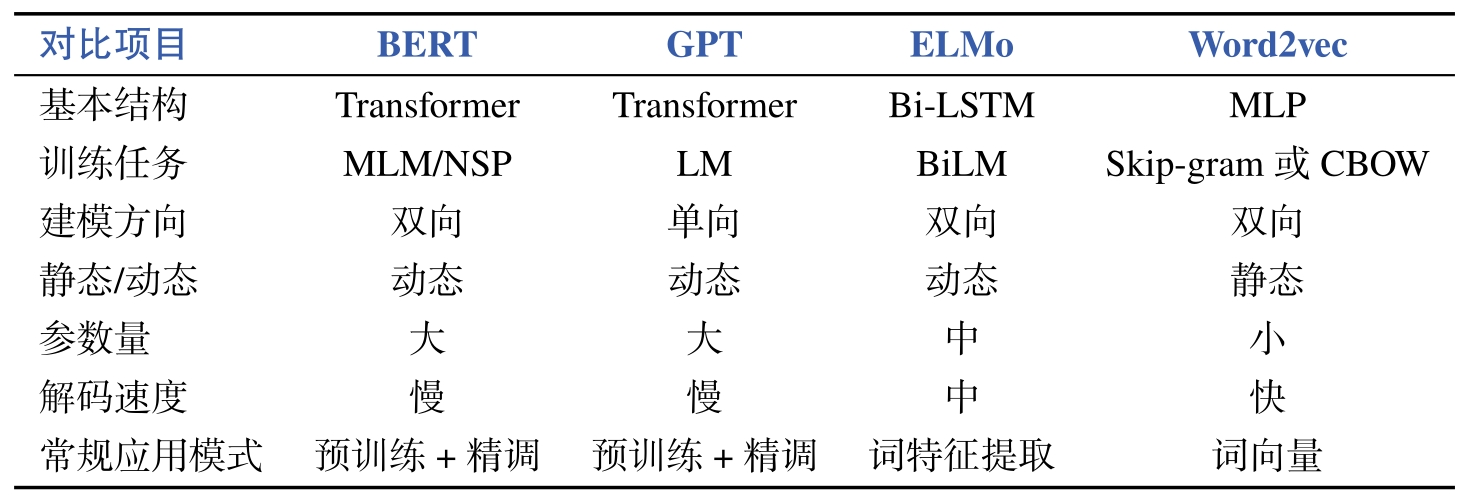 对比项目 BERT GPT ELMo Word2vec
基本结构 Transformer Transformer Bi-LSTM MLP
训练任务 MLM/NSP LM BiLM Skip-gram 或 CBOW
建模方向 双向 单向 双向 双向
静态/动态 动态 动态 动态 静态
参数量 大 大 中 小
解码速度 慢 慢 中 快
常规应用模式 预训练 + 精调 预训练 + 精调 词特征提取 词向量